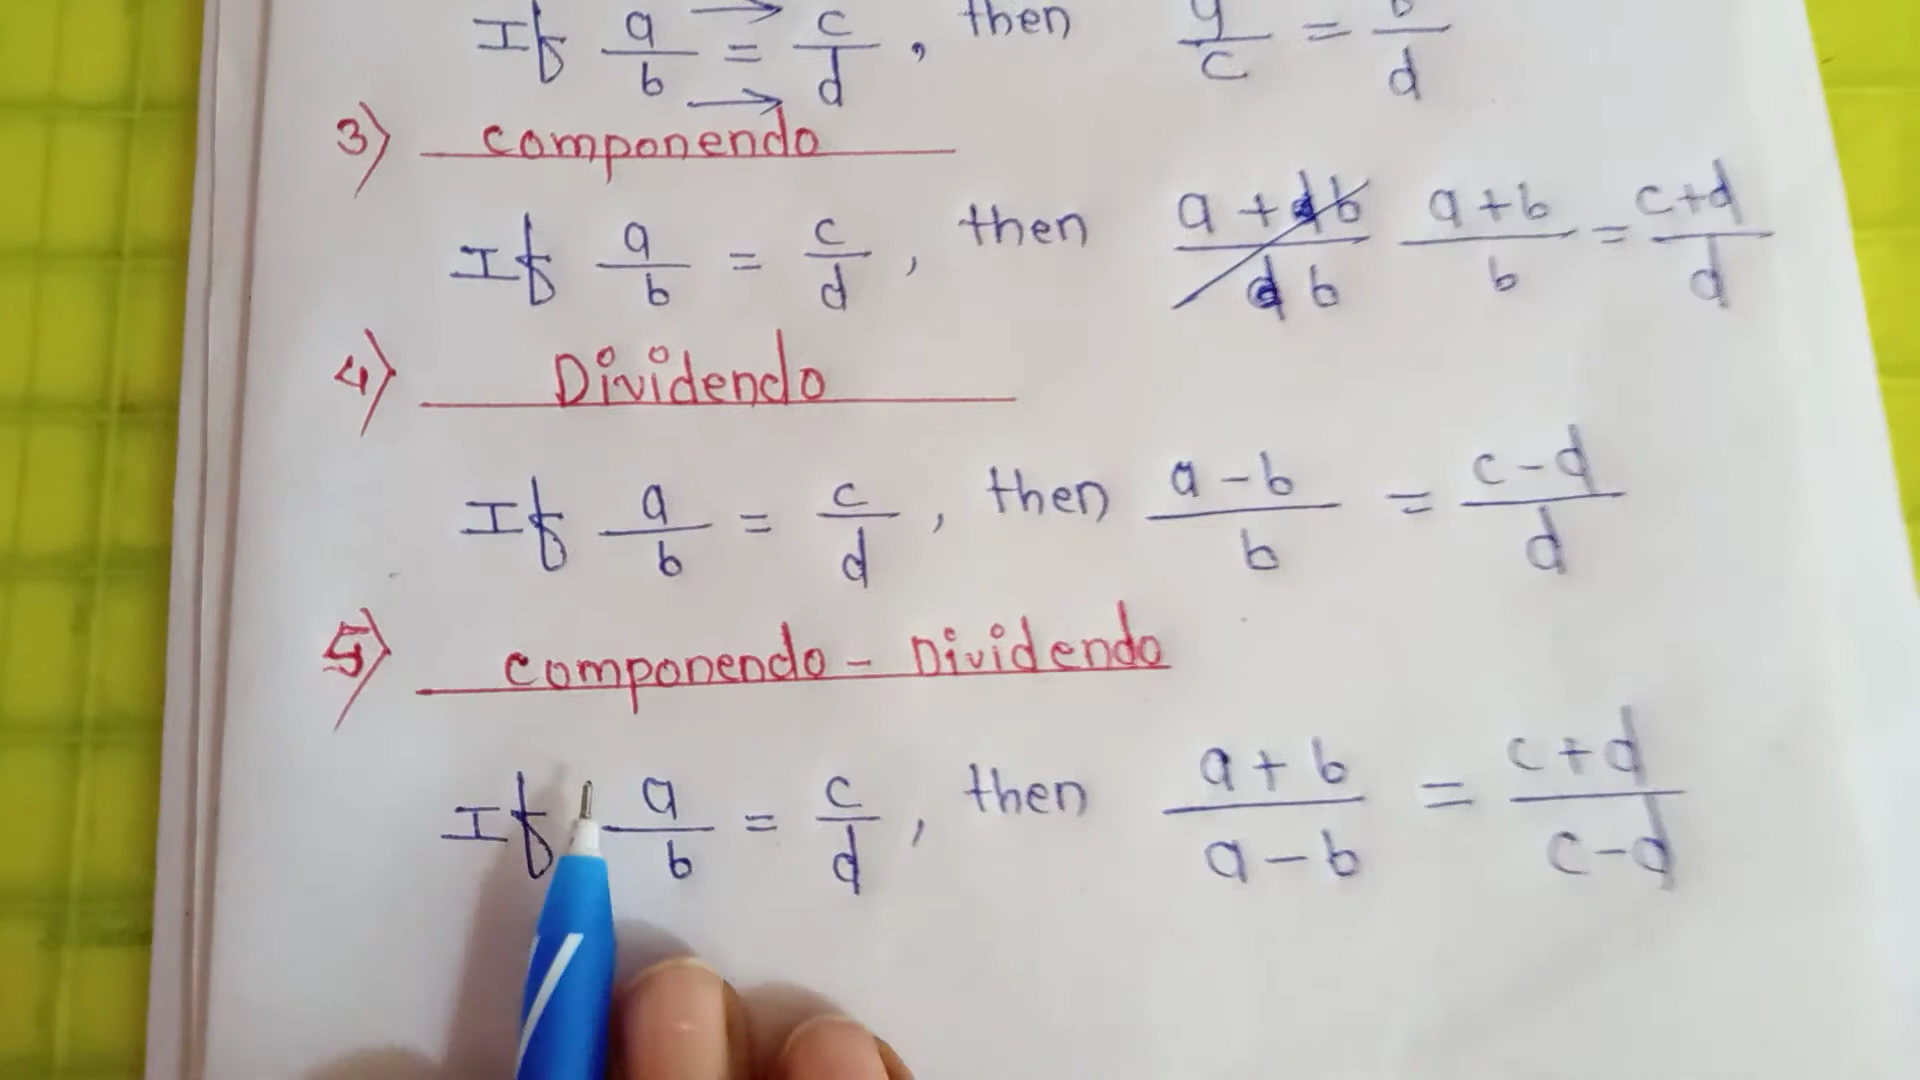 If a/b = c/d, then a/c = b/d
3) componendo
If a/b = c/d, then a+b/b = c+d/d
4) Dividendo
If a/b = c/d, then a-b/b = c-d/d
5) componendo - Dividendo
If a/b = c/d, then a+b/a-b = c+d/c-d